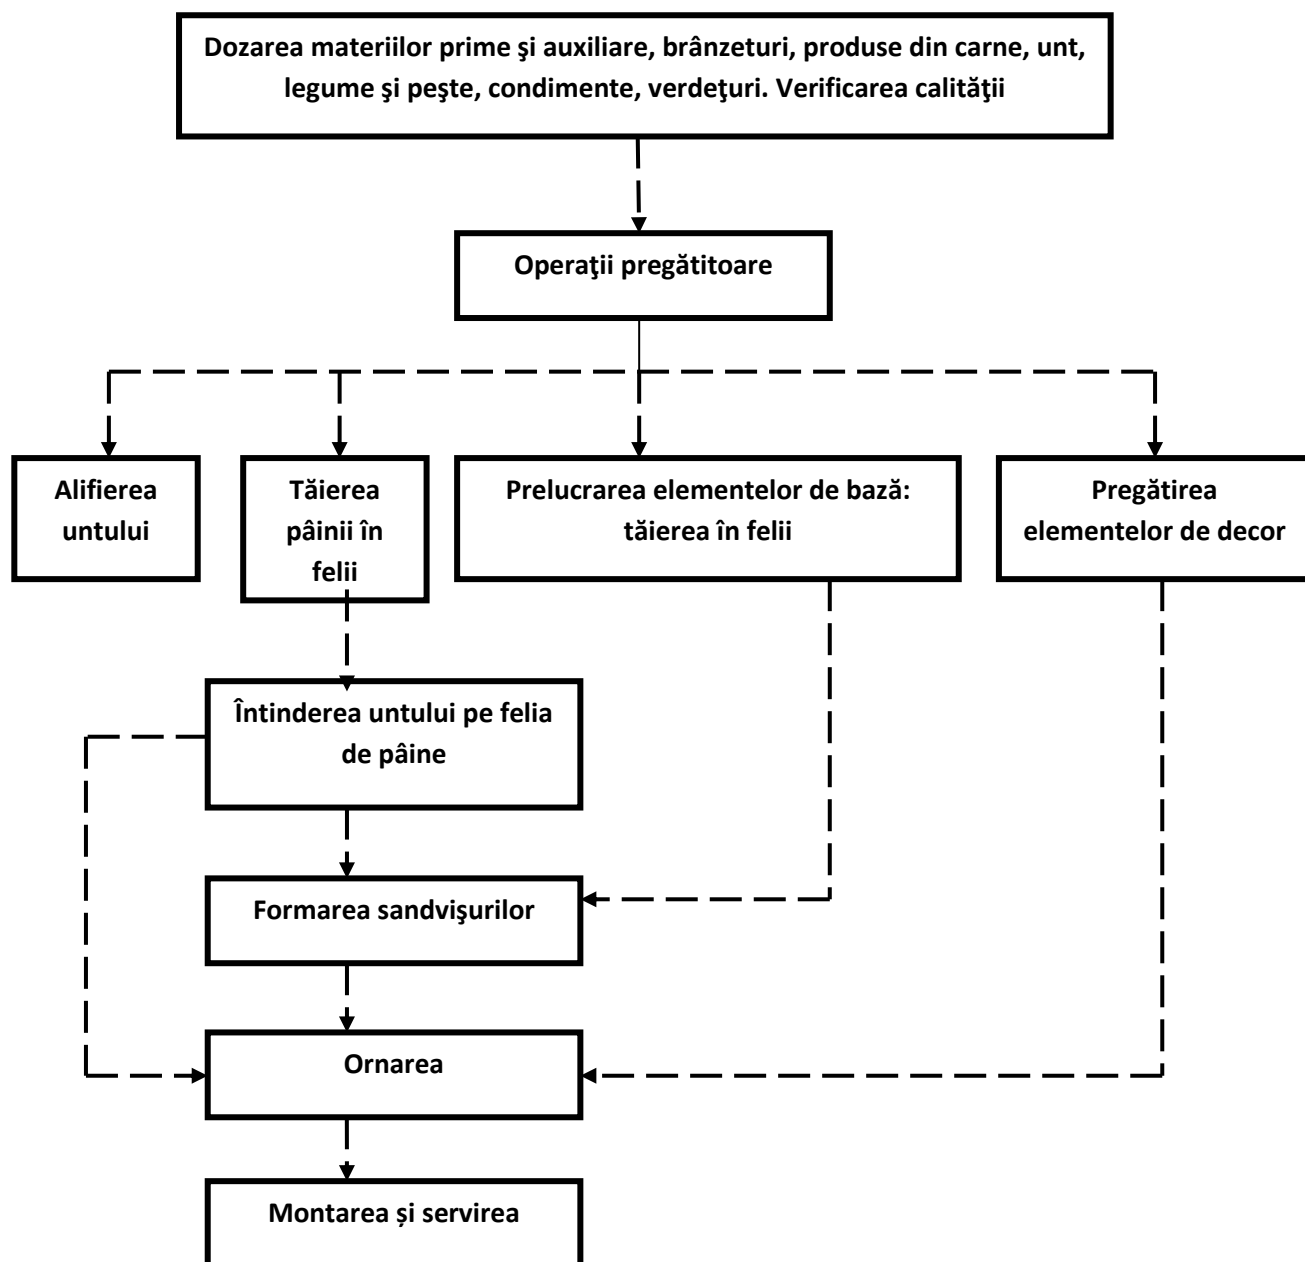 Dozarea materiilor prime şi auxiliare, brânzeturi, produse din carne, unt,
legume şi peşte, condimente, verdeţuri. Verificarea calităţii
Operaţii pregătitoare
Alifierea
untului
Tăierea
pâinii în
felii
Prelucrarea elementelor de bază:
tăierea în felii
Pregătirea
elementelor de decor
Întinderea untului pe felia
de pâine
Formarea sandvişurilor
Ornarea
Montarea și servirea